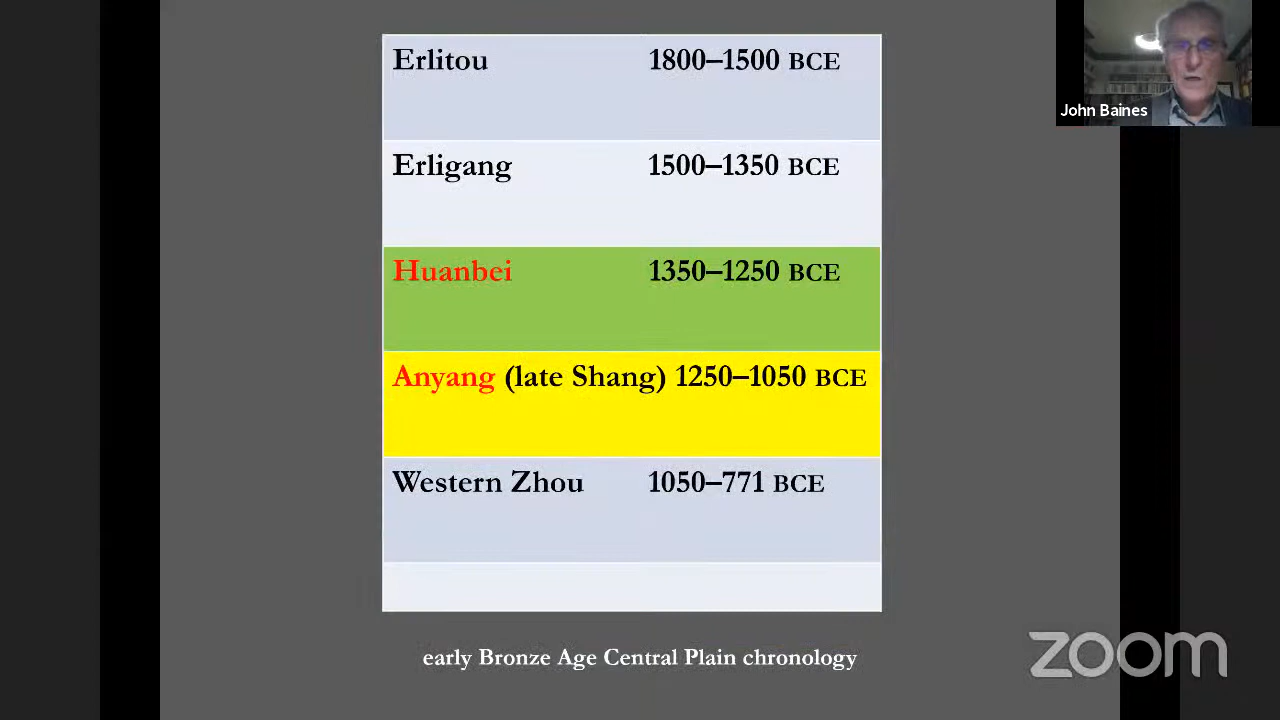 Erlitou 1800–1500 BCE
John Baines
Erligang 1500–1350 BCE
Huanbei 1350–1250 BCE
Anyang (late Shang) 1250–1050 BCE
Western Zhou 1050–771 BCE
early Bronze Age Central Plain chronology
zoom